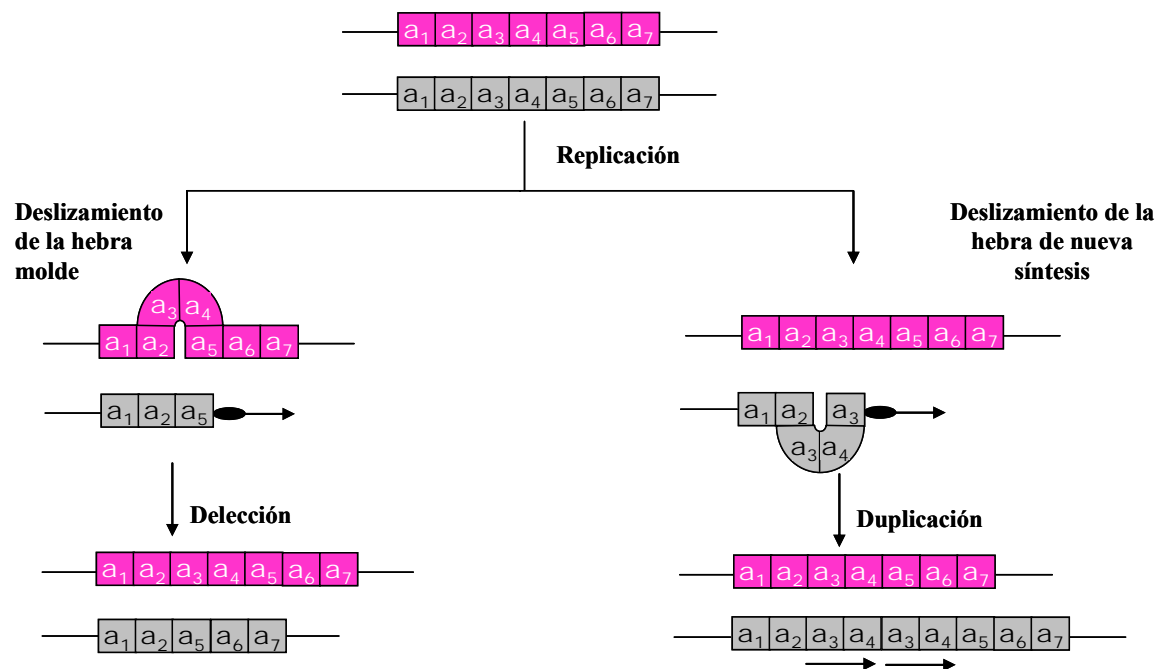 a₁ a₂ a₃ a₄ a₅ a₆ a₇
a₁ a₂ a₃ a₄ a₅ a₆ a₇
Replicación
Deslizamiento
de la hebra
molde
a₃ a₄
a₁ a₂ a₅ a₆ a₇
a₁ a₂ a₅
Delección
a₁ a₂ a₃ a₄ a₅ a₆ a₇
a₁ a₂ a₅ a₆ a₇
Deslizamiento de la
hebra de nueva
síntesis
a₁ a₂ a₃ a₄ a₅ a₆ a₇
a₁ a₂ a₃
a₃ a₄
Duplicación
a₁ a₂ a₃ a₄ a₅ a₆ a₇
a₁ a₂ a₃ a₄ a₃ a₄ a₅ a₆ a₇